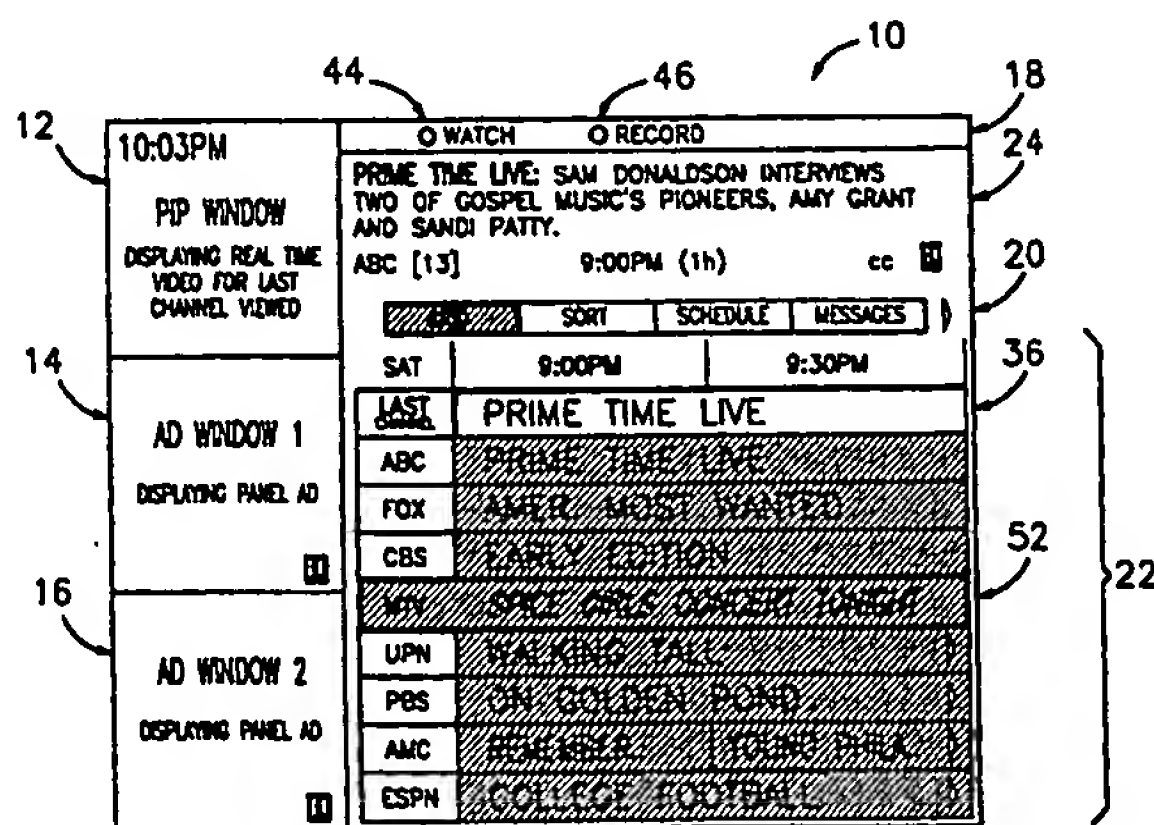 10
44
46
18
12
10:03PM
WATCH RECORD
24
PRIME TIME LIVE: SAM DONALDSON INTERVIEWS
TWO OF GOSPEL MUSIC'S PIONEERS, AMY GRANT
AND SANDI PATTY.
PIP WINDOW
DISPLAYING REAL TIME
VIDEO FOR LAST
CHANNEL VIEWED
ABC [13] 9:00PM (1h) cc
20
SORT SCHEDULE MESSAGES
14
SAT 9:00PM 9:30PM
36
LAST CHANNEL PRIME TIME LIVE
AD WINDOW 1
DISPLAYING PANEL AD
ABC PRIME TIME LIVE
FOX AMER. MOST WANTED
CBS EARLY EDITION
52
22
16
MTV SPICE GIRLS CONCERT TONIGHT
UPN WALKING TALL
AD WINDOW 2
DISPLAYING PANEL AD
PBS ON GOLDEN POND
AMC REMEMBER YOUNG PHILA.
ESPN COLLEGE FOOTBALL